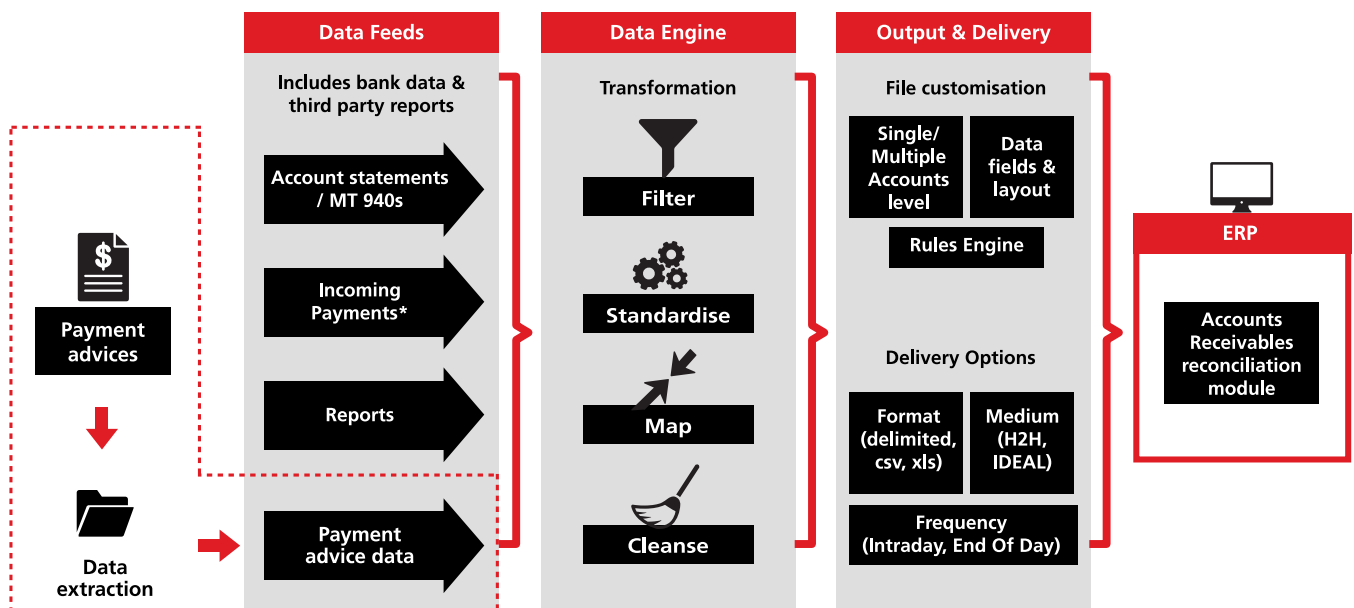 Payment
advices
$
Data
extraction
Data Feeds
Includes bank data &
third party reports
Account statements
/ MT 940s
Incoming
Payments*
Reports
Payment
advice data
Data Engine
Transformation
Filter
Standardise
Map
Cleanse
Output & Delivery
File customisation
Single/
Multiple
Accounts
level
Data
fields &
layout
Rules Engine
Delivery Options
Format
(delimited,
csv, xls)
Medium
(H2H,
IDEAL)
Frequency
(Intraday, End Of Day)
ERP
Accounts
Receivables
reconciliation
module